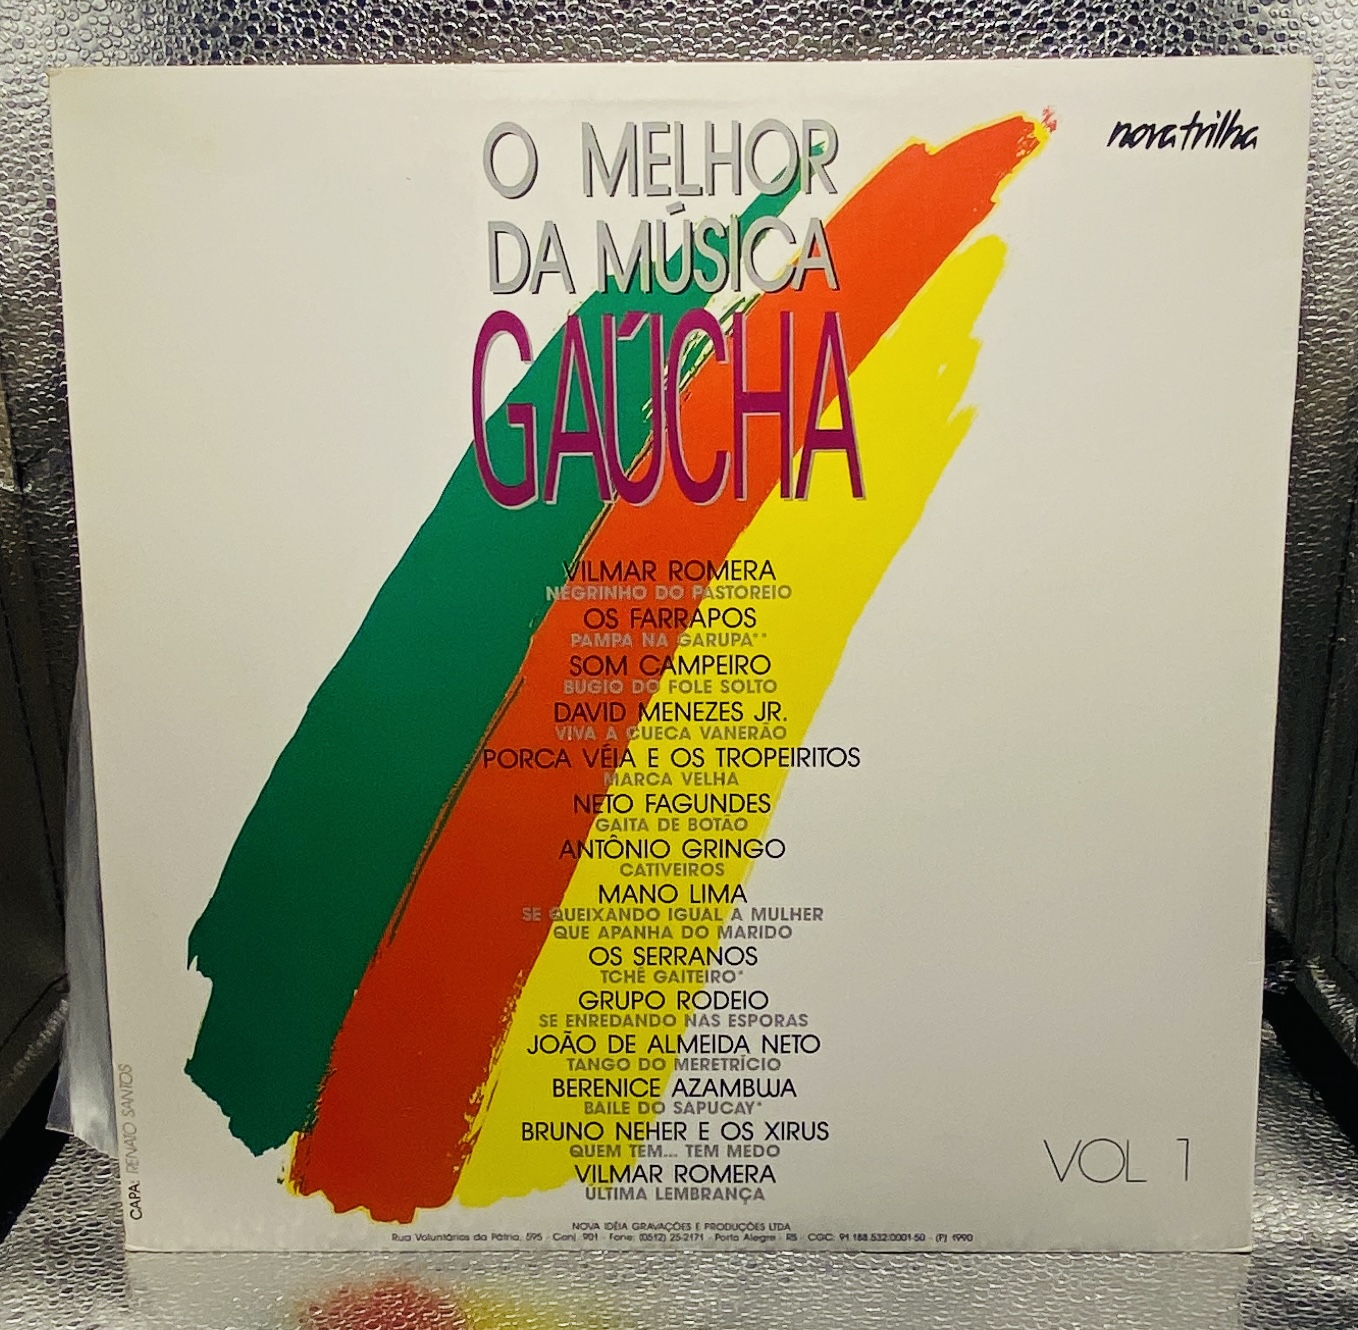 O MELHOR
DA MÚSICA
GAÚCHA
novatrilha
VILMAR ROMERA
NEGRINHO DO PASTOREIO
OS FARRAPOS
PAMPA NA GARUPA**
SOM CAMPEIRO
BUGIO DO FOLE SOLTO
DAVID MENEZES JR.
VIVA A CUECA VANERÃO
PORCA VÉIA E OS TROPEIRITOS
MARCA VELHA
NETO FAGUNDES
GAITA DE BOTÃO
ANTÔNIO GRINGO
CATIVEIROS
MANO LIMA
SE QUEIXANDO IGUAL A MULHER
QUE APANHA DO MARIDO
OS SERRANOS
TCHÊ GAITEIRO*
GRUPO RODEIO
SE ENREDANDO NAS ESPORAS
JOÃO DE ALMEIDA NETO
TANGO DO MERETRÍCIO
BERENICE AZAMBUJA
BAILE DO SAPUCAY*
BRUNO NEHER E OS XIRUS
QUEM TEM... TEM MEDO
VILMAR ROMERA
ÚLTIMA LEMBRANÇA
VOL 1
CAPA: RENATO SANTOS
NOVA IDÉIA GRAVAÇÕES E PRODUÇÕES LTDA
Rua Voluntários da Pátria, 595 - Conj. 901 - Fone: (0512) 25-2171 - Porto Alegre - RS - CGC: 91.188.532/0001-50 - (P) 1990